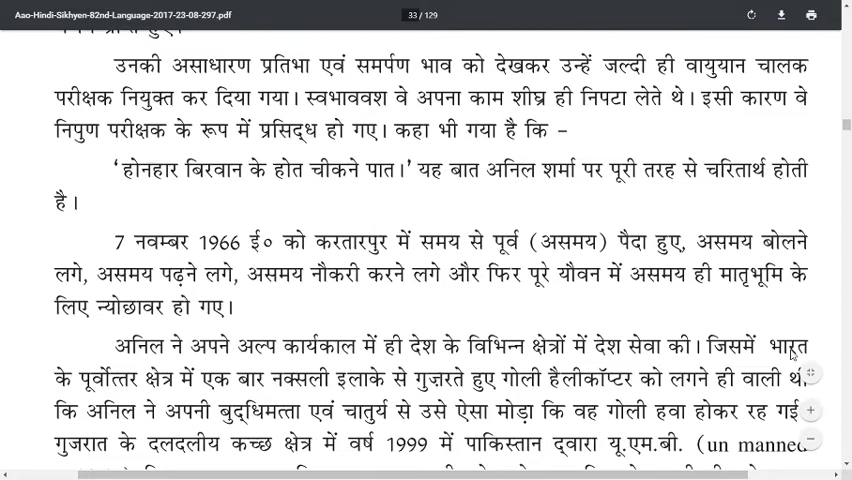 Aao-Hindi-Sikhyen-82nd-Language-2017-23-08-297.pdf
33 / 129
उनकी असाधारण प्रतिभा एवं समर्पण भाव को देखकर उन्हें जल्दी ही वायुयान चालक
परीक्षक नियुक्त कर दिया गया। स्वभाववश वे अपना काम शीघ्र ही निपटा लेते थे। इसी कारण वे
निपुण परीक्षक के रूप में प्रसिद्ध हो गए। कहा भी गया है कि –
‘होनहार बिरवान के होत चीकने पात।’ यह बात अनिल शर्मा पर पूरी तरह से चरितार्थ होती
है।
7 नवम्बर 1966 ई० को करतारपुर में समय से पूर्व (असमय) पैदा हुए, असमय बोलने
लगे, असमय पढ़ने लगे, असमय नौकरी करने लगे और फिर पूरे यौवन में असमय ही मातृभूमि के
लिए न्योछावर हो गए।
अनिल ने अपने अल्प कार्यकाल में ही देश के विभिन्न क्षेत्रों में देश सेवा की। जिसमें भारत
के पूर्वोत्तर क्षेत्र में एक बार नक्सली इलाके से गुज़रते हुए गोली हैलीकॉप्टर को लगने ही वाली थी
कि अनिल ने अपनी बुद्धिमत्ता एवं चातुर्य से उसे ऐसा मोड़ा कि वह गोली हवा होकर रह गई
गुजरात के दलदलीय कच्छ क्षेत्र में वर्ष 1999 में पाकिस्तान द्वारा यू.एम.बी. (un manned